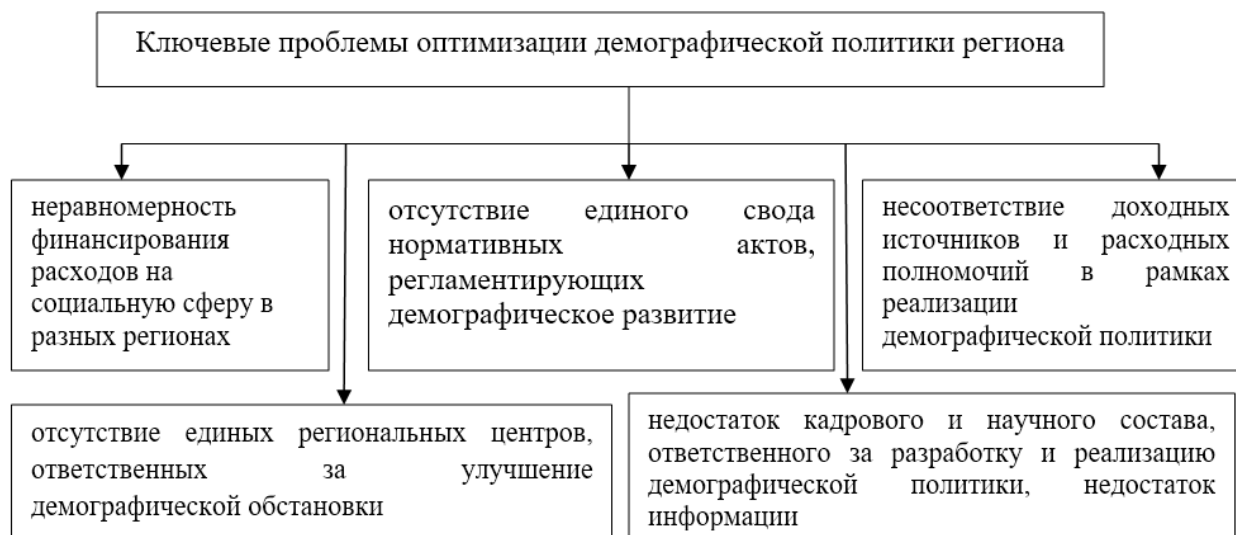 Ключевые проблемы оптимизации демографической политики региона
неравномерность
финансирования
расходов на
социальную сферу в
разных регионах
отсутствие единого свода
нормативных актов,
регламентирующих
демографическое развитие
несоответствие доходных
источников и расходных
полномочий в рамках
реализации
демографической политики
отсутствие единых региональных центров,
ответственных за улучшение
демографической обстановки
недостаток кадрового и научного состава,
ответственного за разработку и реализацию
демографической политики, недостаток
информации